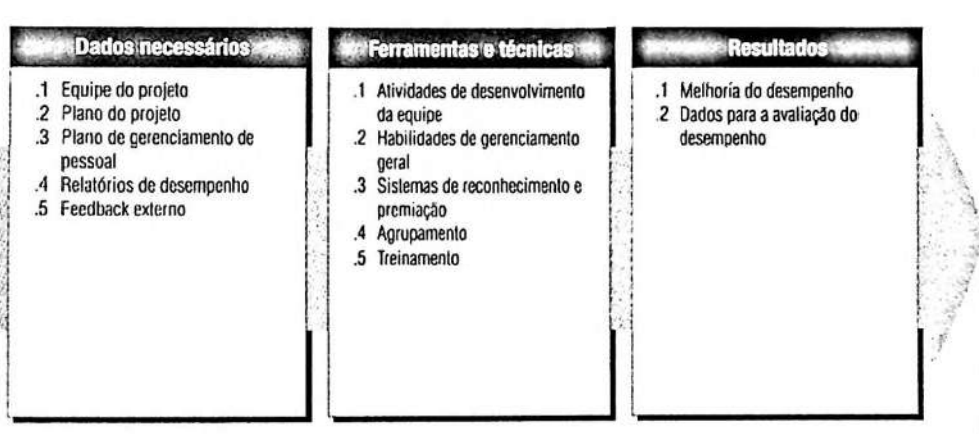 Dados necessários
.1 Equipe do projeto
.2 Plano do projeto
.3 Plano de gerenciamento de
pessoal
.4 Relatórios de desempenho
.5 Feedback externo
Ferramentas e técnicas
.1 Atividades de desenvolvimento
da equipe
.2 Habilidades de gerenciamento
geral
.3 Sistemas de reconhecimento e
premiação
.4 Agrupamento
.5 Treinamento
Resultados
.1 Melhoria do desempenho
.2 Dados para a avaliação do
desempenho